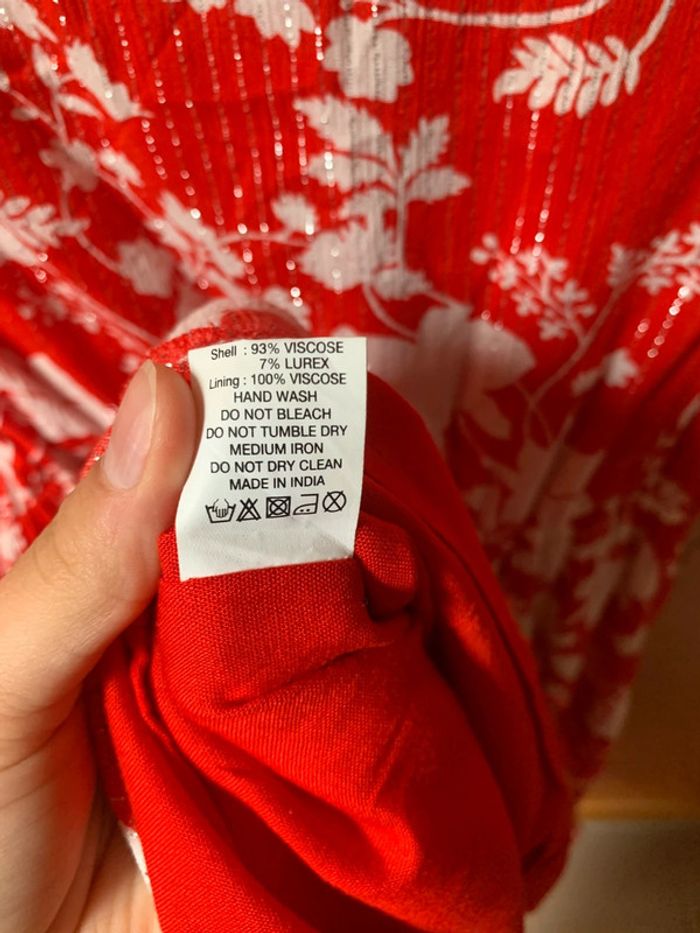 Shell : 93% VISCOSE
7% LUREX
Lining : 100% VISCOSE
HAND WASH
DO NOT BLEACH
DO NOT TUMBLE DRY
MEDIUM IRON
DO NOT DRY CLEAN
MADE IN INDIA